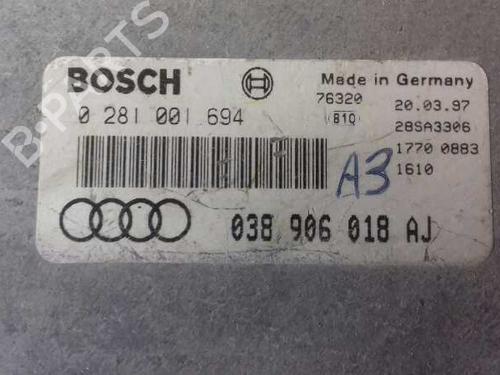 B-PARTS
BOSCH
Made in Germany
0 281 001 694
76320
20.03.97
B1Q
28SA3306
1770 0883
A3
1610
038 906 018 AJ